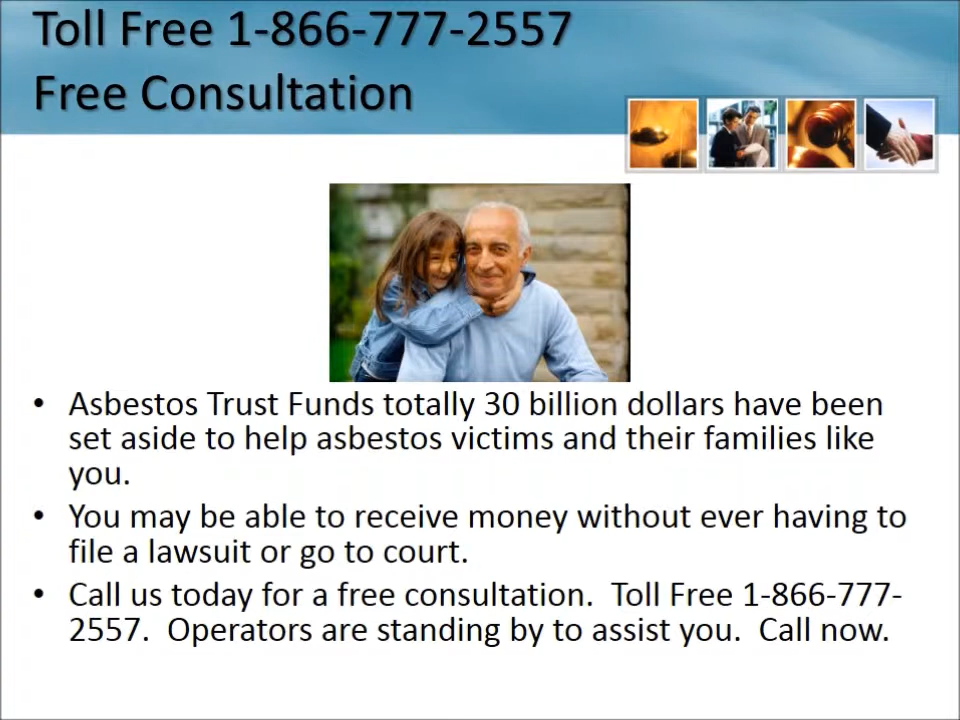 Toll Free 1-866-777-2557
Free Consultation
• Asbestos Trust Funds totally 30 billion dollars have been
set aside to help asbestos victims and their families like
you.
• You may be able to receive money without ever having to
file a lawsuit or go to court.
• Call us today for a free consultation.  Toll Free 1-866-777-
2557.  Operators are standing by to assist you.  Call now.